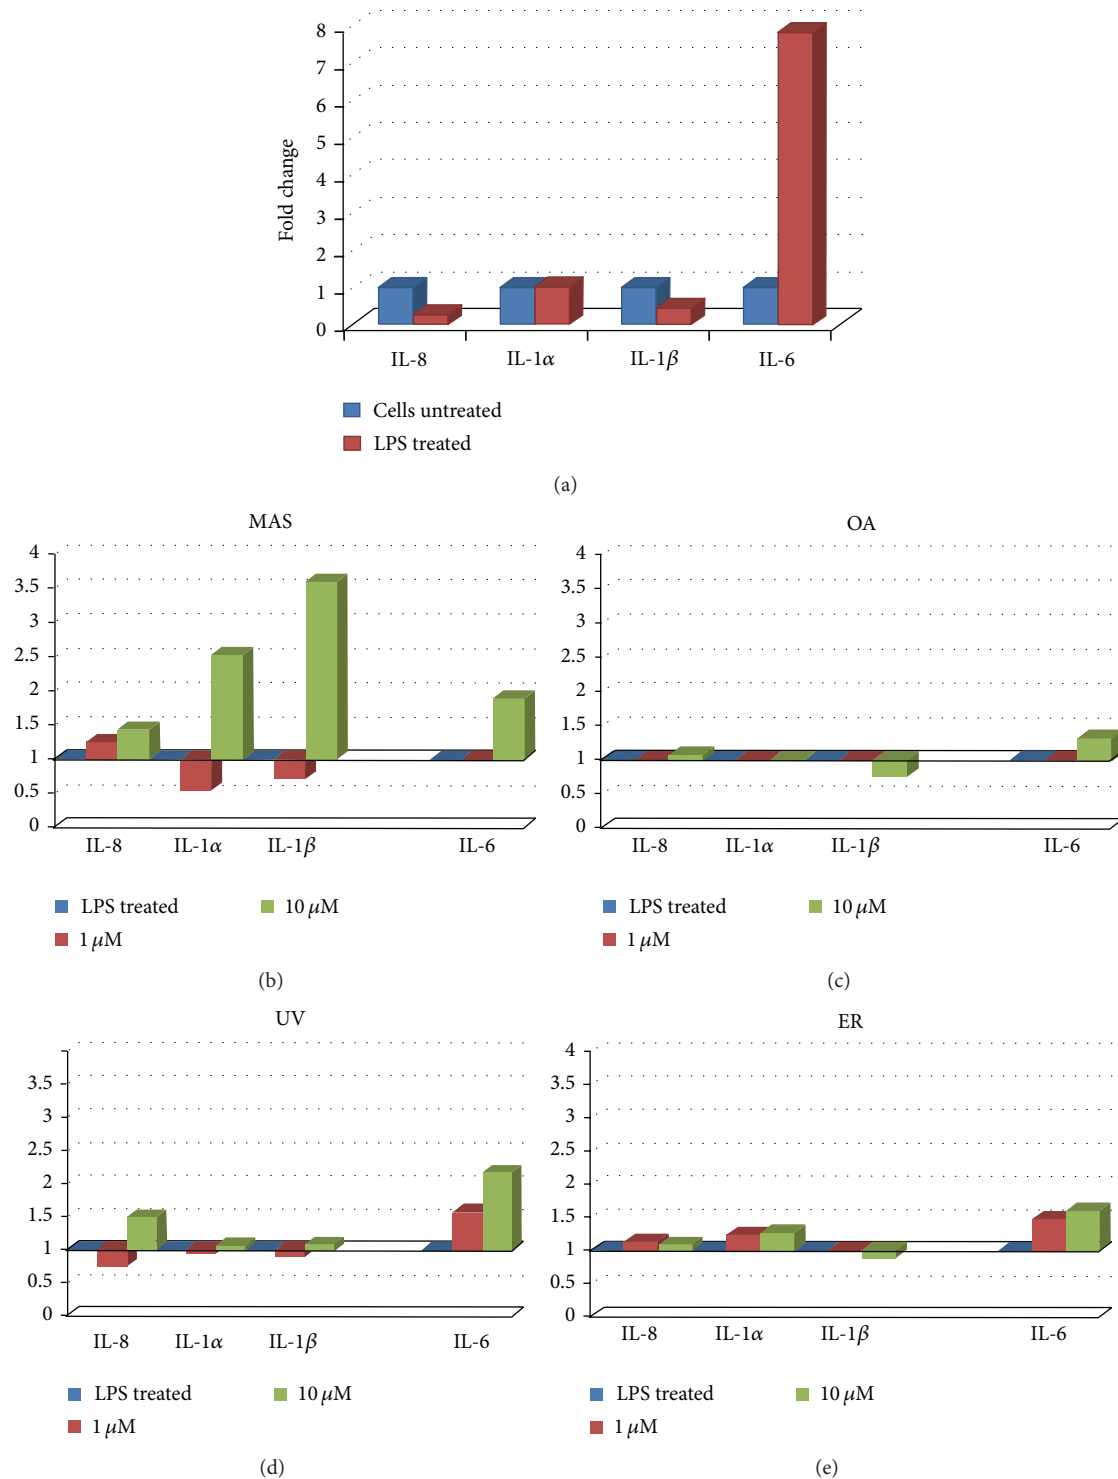 8
7
6
5
4
3
2
1
0
Fold change
IL-8 IL-1α IL-1β IL-6
Cells untreated
LPS treated
(a)
MAS
4
3.5
3
2.5
2
1.5
1
0.5
0
IL-8 IL-1α IL-1β IL-6
LPS treated 10 μM
1 μM
(b)
OA
4
3.5
3
2.5
2
1.5
1
0.5
0
IL-8 IL-1α IL-1β IL-6
LPS treated 10 μM
1 μM
(c)
UV
3.5
3
2.5
2
1.5
1
0.5
0
IL-8 IL-1α IL-1β IL-6
LPS treated 10 μM
1 μM
(d)
ER
4
3.5
3
2.5
2
1.5
1
0.5
0
IL-8 IL-1α IL-1β IL-6
LPS treated 10 μM
1 μM
(e)